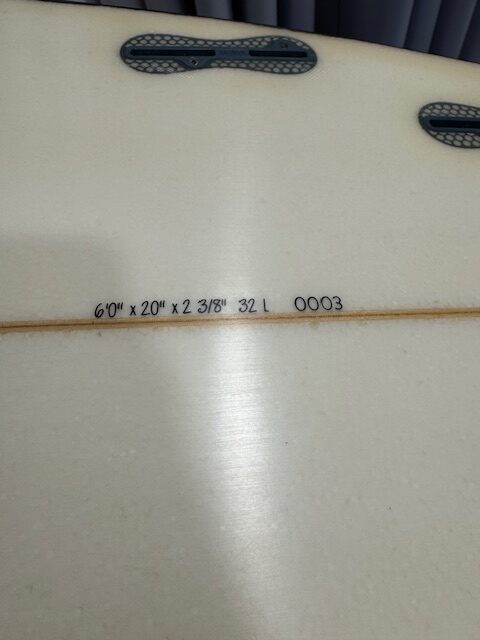 6'0" x 20" x 2 3/8" 32 L 0003